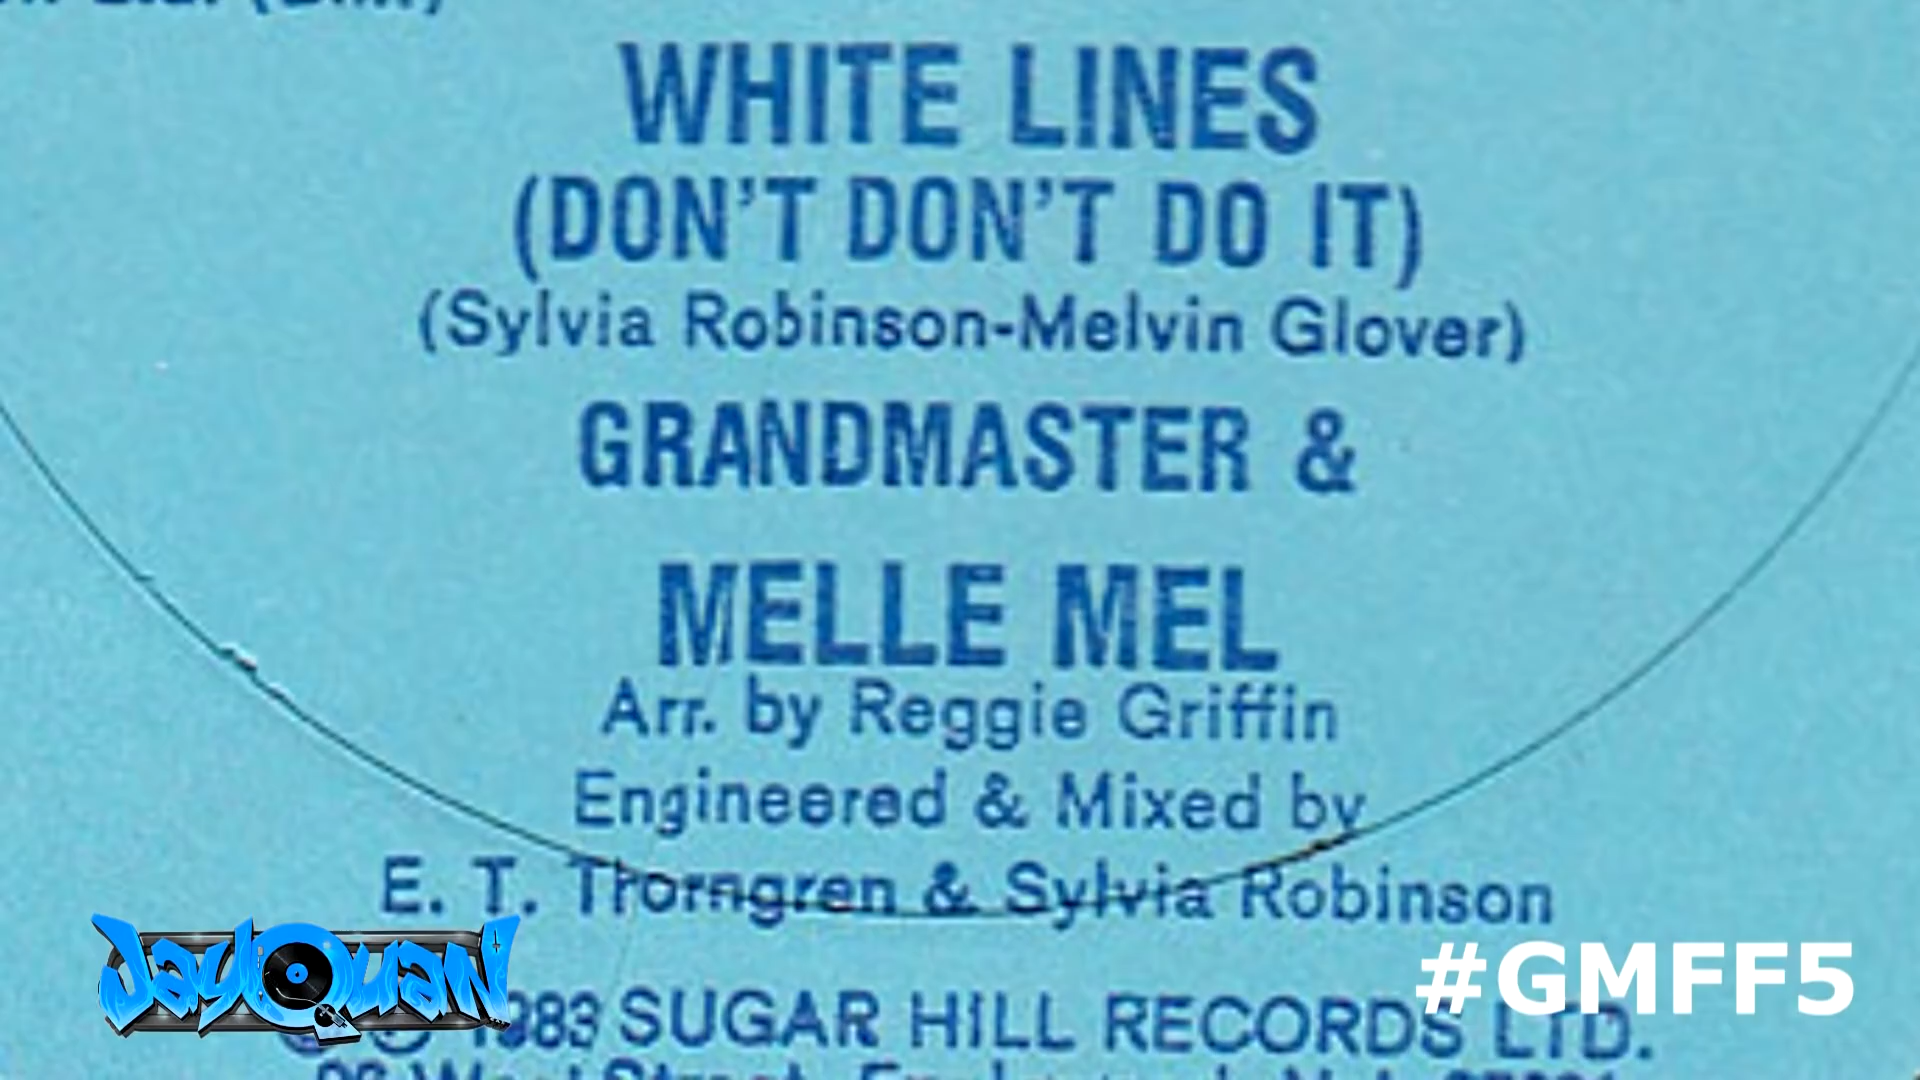 WHITE LINES
(DON'T DON'T DO IT)
(Sylvia Robinson-Melvin Glover)
GRANDMASTER &
MELLE MEL
Arr. by Reggie Griffin
Engineered & Mixed by
E. T. Thorngren & Sylvia Robinson
JayQuan
#GMFF5
1983 SUGAR HILL RECORDS LTD.